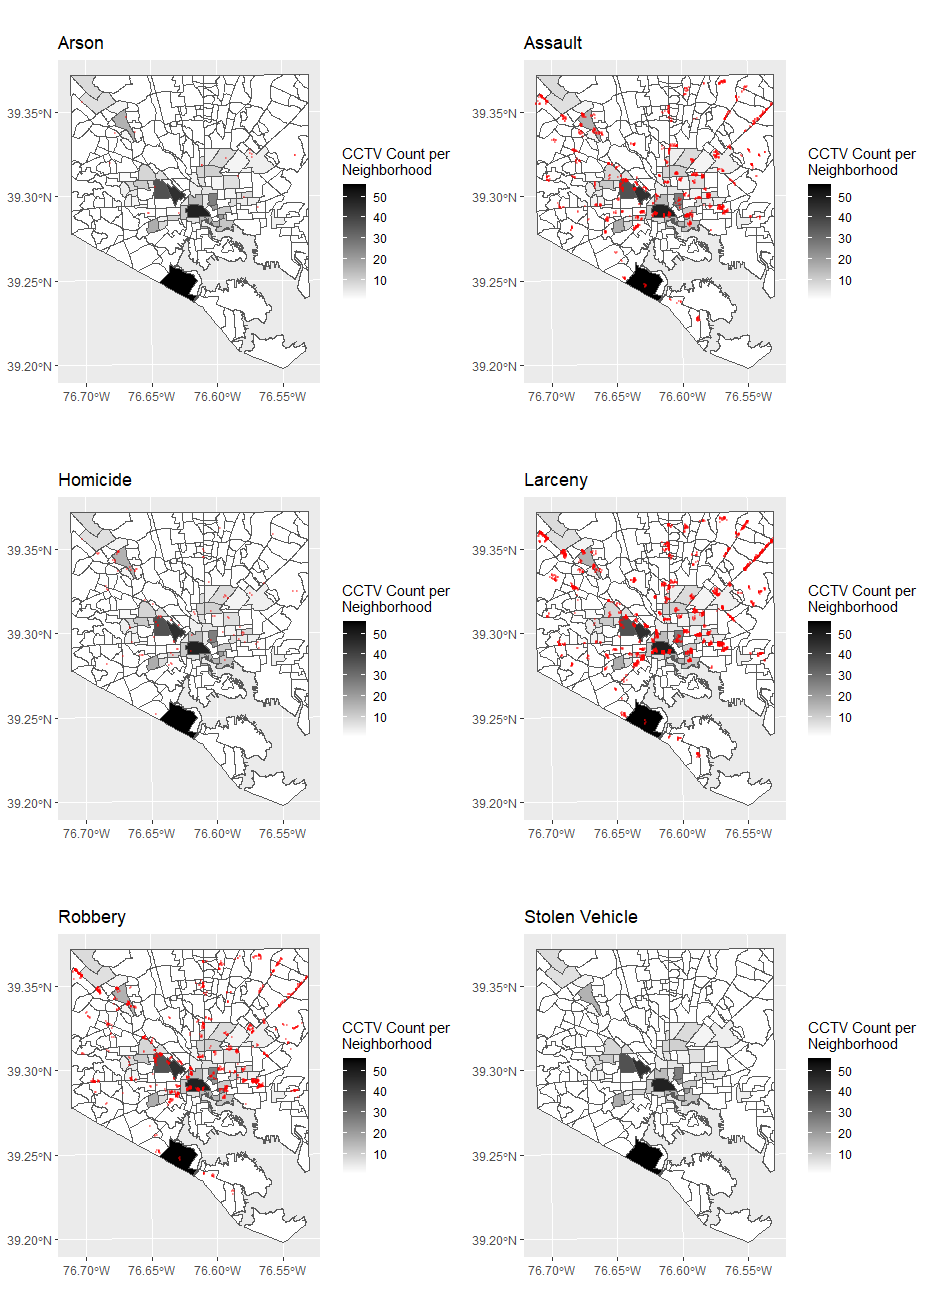 Arson
39.35°N
39.30°N
39.25°N
39.20°N
76.70°W 76.65°W 76.60°W 76.55°W
CCTV Count per
Neighborhood
50
40
30
20
10
Assault
39.35°N
39.30°N
39.25°N
39.20°N
76.70°W 76.65°W 76.60°W 76.55°W
CCTV Count per
Neighborhood
50
40
30
20
10
Homicide
39.35°N
39.30°N
39.25°N
39.20°N
76.70°W 76.65°W 76.60°W 76.55°W
CCTV Count per
Neighborhood
50
40
30
20
10
Larceny
39.35°N
39.30°N
39.25°N
39.20°N
76.70°W 76.65°W 76.60°W 76.55°W
CCTV Count per
Neighborhood
50
40
30
20
10
Robbery
39.35°N
39.30°N
39.25°N
39.20°N
76.70°W 76.65°W 76.60°W 76.55°W
CCTV Count per
Neighborhood
50
40
30
20
10
Stolen Vehicle
39.35°N
39.30°N
39.25°N
39.20°N
76.70°W 76.65°W 76.60°W 76.55°W
CCTV Count per
Neighborhood
50
40
30
20
10